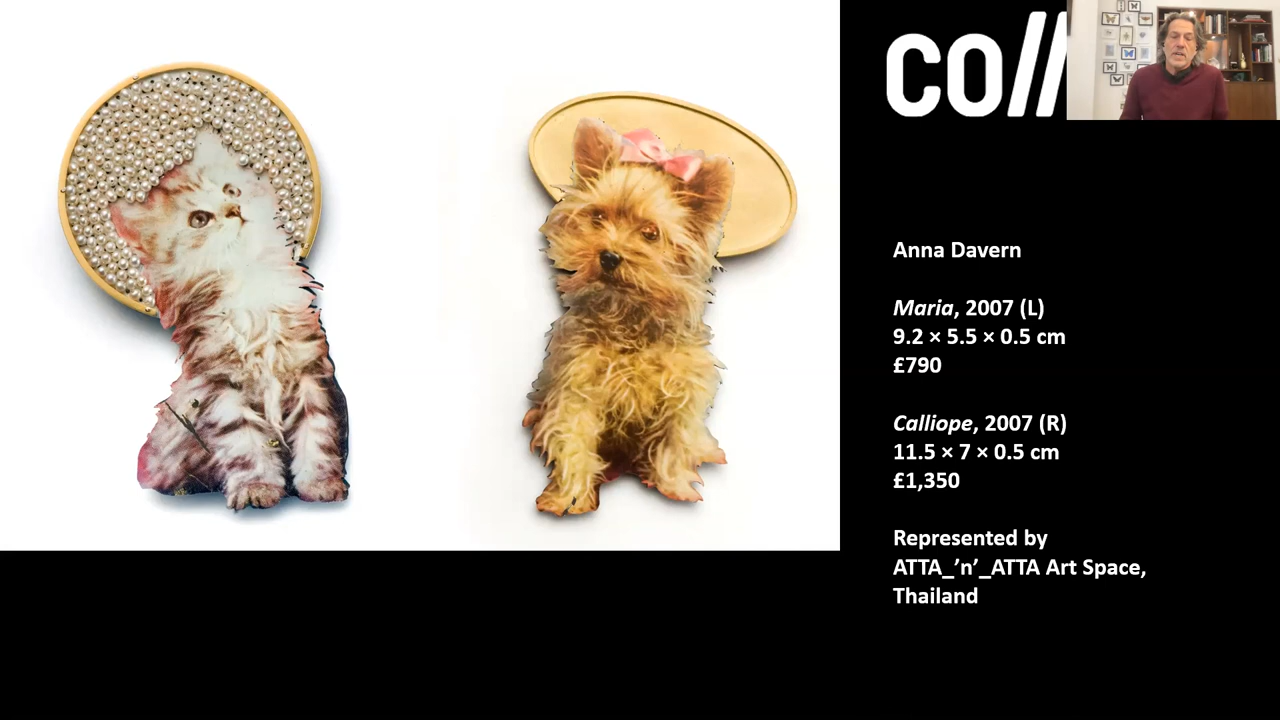 co//
Anna Davern
Maria, 2007 (L)
9.2 × 5.5 × 0.5 cm
£790
Calliope, 2007 (R)
11.5 × 7 × 0.5 cm
£1,350
Represented by
ATTA_’n’_ATTA Art Space,
Thailand